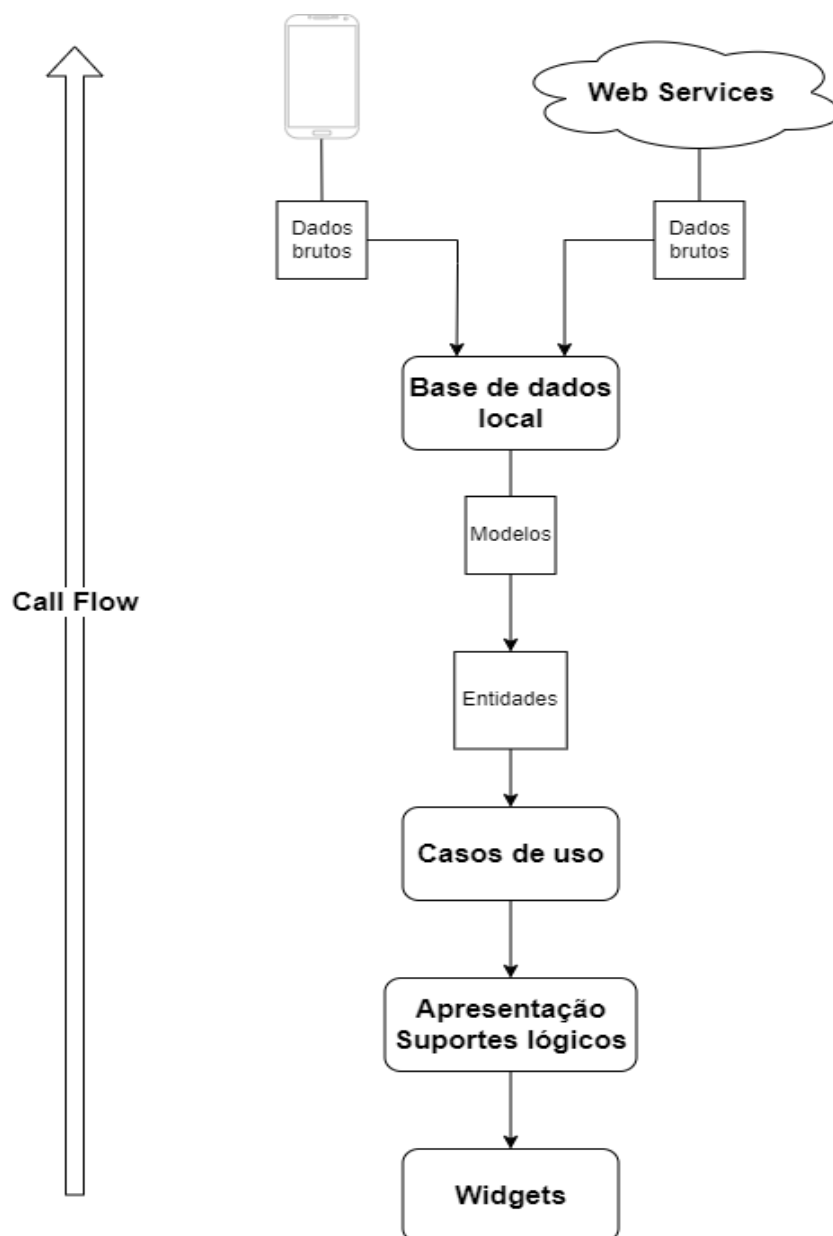 Web Services
Dados
brutos
Dados
brutos
Base de dados
local
Modelos
Call Flow
Entidades
Casos de uso
Apresentação
Suportes lógicos
Widgets